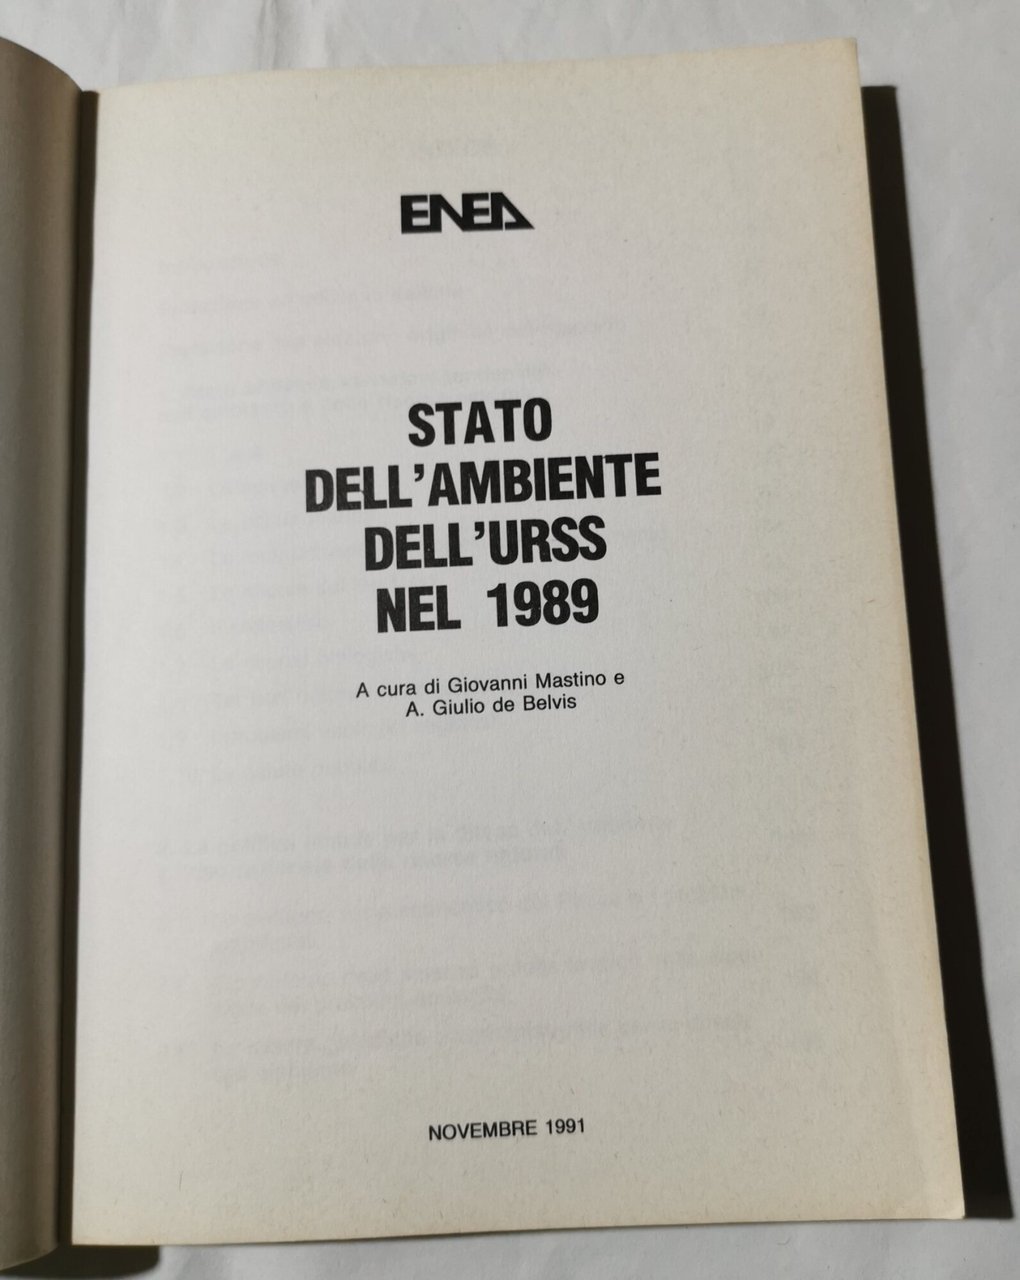 ENEA
STATO
DELL'AMBIENTE
DELL'URSS
NEL 1989
A cura di Giovanni Mastino e
A. Giulio de Belvis
NOVEMBRE 1991